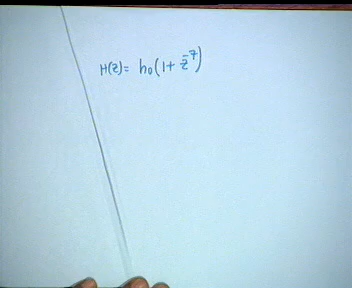 H(z) = h₀(1 + z⁻⁷)